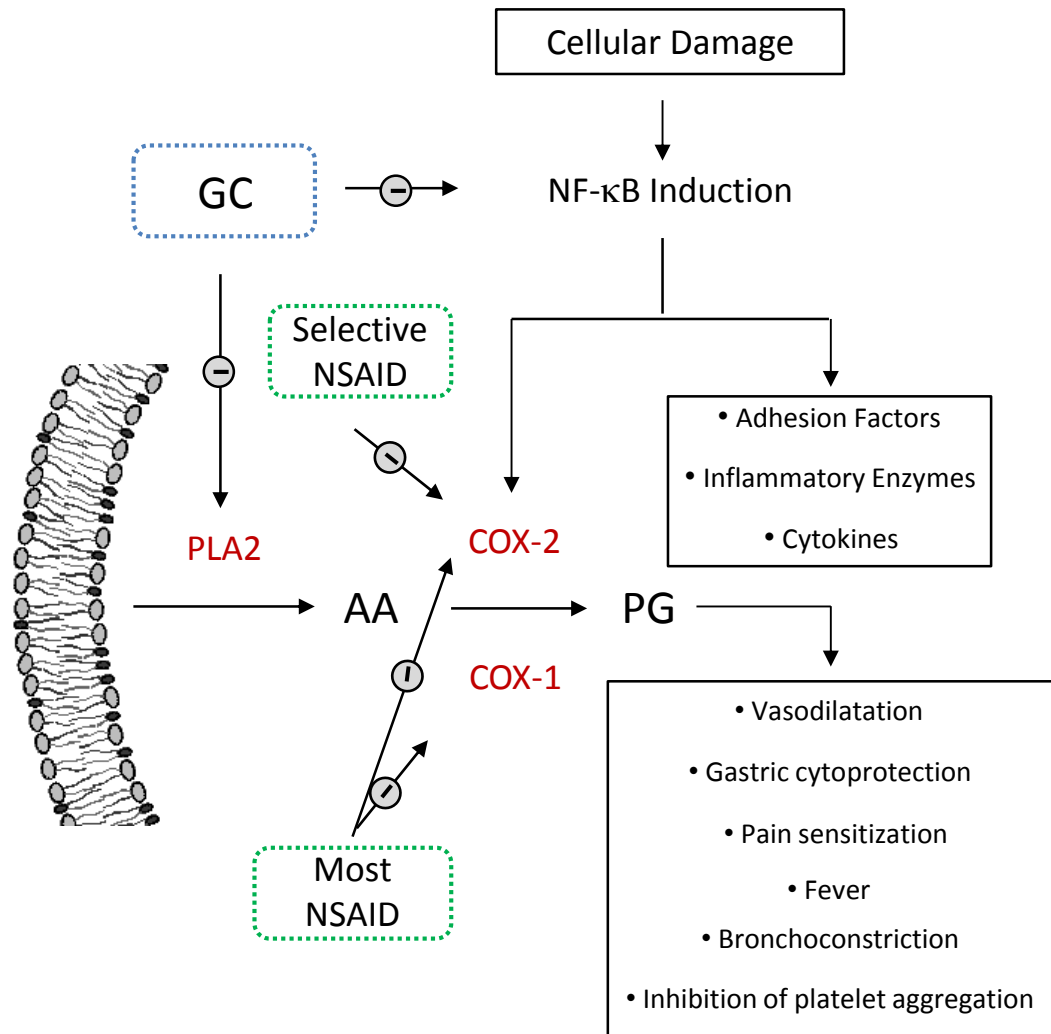 Cellular Damage
GC
NF-κB Induction
Selective
NSAID
• Adhesion Factors
• Inflammatory Enzymes
• Cytokines
PLA2
COX-2
AA
PG
COX-1
• Vasodilatation
• Gastric cytoprotection
• Pain sensitization
• Fever
• Bronchoconstriction
• Inhibition of platelet aggregation
Most
NSAID